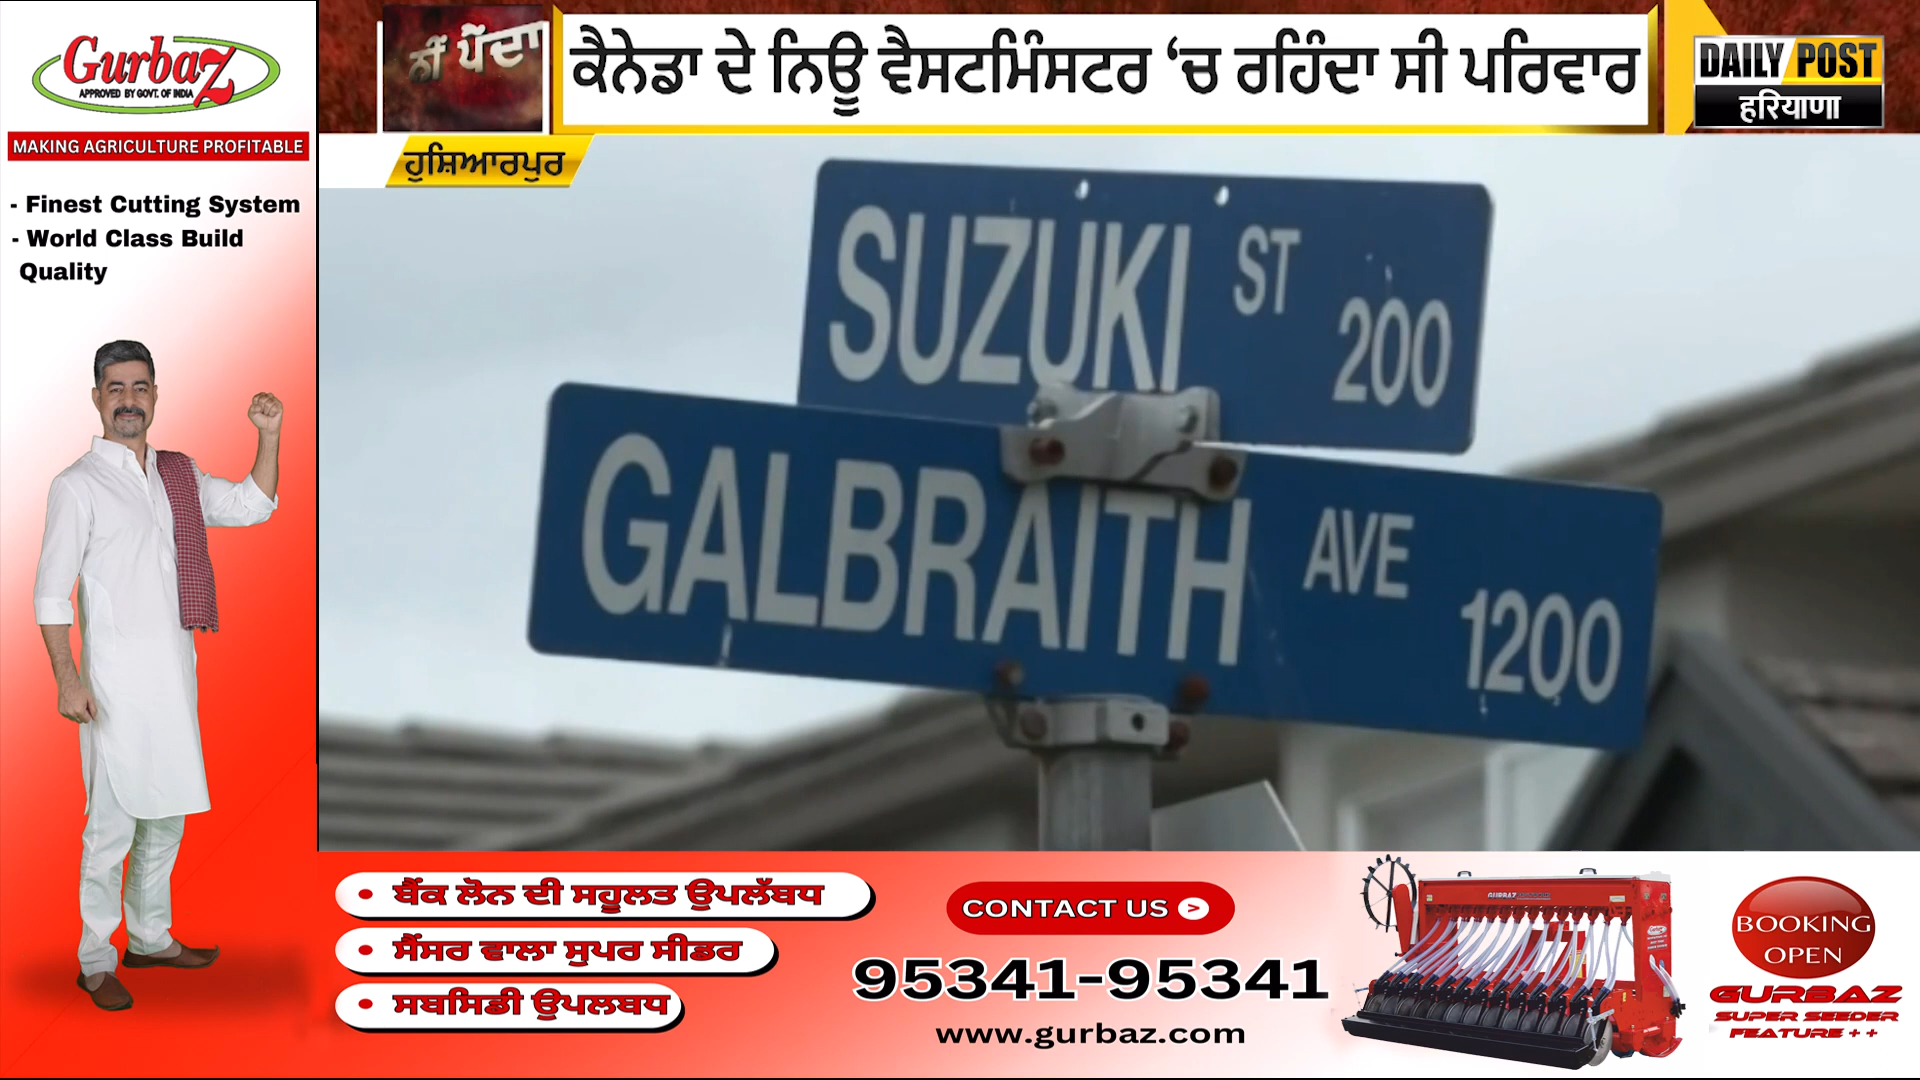 Gurbaz
APPROVED BY GOVT. OF INDIA
MAKING AGRICULTURE PROFITABLE
- Finest Cutting System
- World Class Build
Quality
ਨੀਂ ਪੈਂਦਾ
ਕੈਨੇਡਾ ਦੇ ਨਿਊ ਵੈਸਟਮਿੰਸਟਰ ‘ਚ ਰਹਿੰਦਾ ਸੀ ਪਰਿਵਾਰ
DAILY POST
हरियाणा
ਹੁਸ਼ਿਆਰਪੁਰ
SUZUKI ST 200
GALBRAITH AVE 1200
• ਬੈਂਕ ਲੋਨ ਦੀ ਸਹੂਲਤ ਉਪਲੱਬਧ
• ਸੈਂਸਰ ਵਾਲਾ ਸੁਪਰ ਸੀਡਰ
• ਸਬਸਿਡੀ ਉਪਲਬਧ
CONTACT US >
95341-95341
www.gurbaz.com
BOOKING
OPEN
GURBAZ
SUPER SEEDER
FEATURE ++